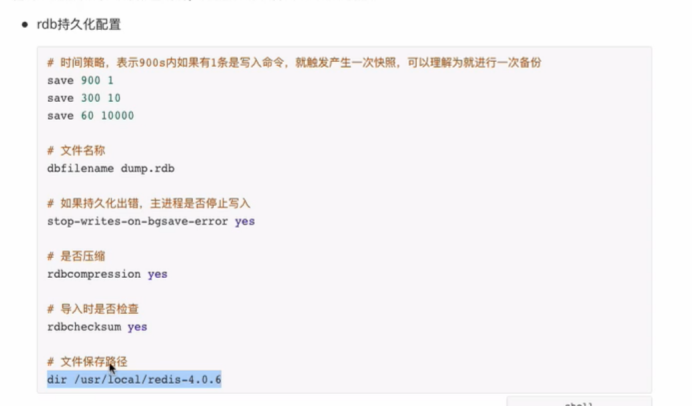 rdb持久化配置
# 时间策略，表示900s内如果有1条是写入命令，就触发产生一次快照，可以理解为就进行一次备份
save 900 1
save 300 10
save 60 10000
# 文件名称
dbfilename dump.rdb
# 如果持久化出错，主进程是否停止写入
stop-writes-on-bgsave-error yes
# 是否压缩
rdbcompression yes
# 导入时是否检查
rdbchecksum yes
# 文件保存路径
dir /usr/local/redis-4.0.6